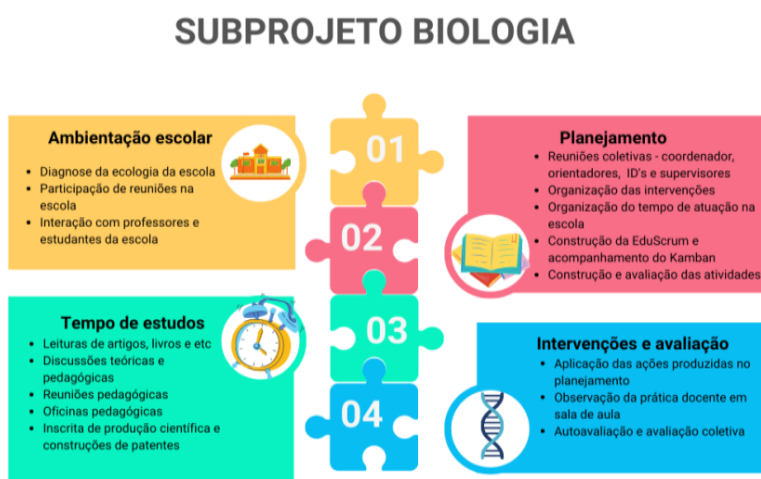 SUBPROJETO BIOLOGIA
01
Ambientação escolar
• Diagnose da ecologia da escola
• Participação de reuniões na
escola
• Interação com professores e
estudantes da escola
02
Planejamento
• Reuniões coletivas - coordenador,
orientadores, ID's e supervisores
• Organização das intervenções
• Organização do tempo de atuação na
escola
• Construção da EduScrum e
acompanhamento do Kamban
• Construção e avaliação das atividades
03
Tempo de estudos
• Leituras de artigos, livros e etc
• Discussões teóricas e
pedagógicas
• Reuniões pedagógicas
• Oficinas pedagógicas
• Inscrita de produção científica e
construções de patentes
04
Intervenções e avaliação
• Aplicação das ações produzidas no
planejamento
• Observação da prática docente em
sala de aula
• Autoavaliação e avaliação coletiva